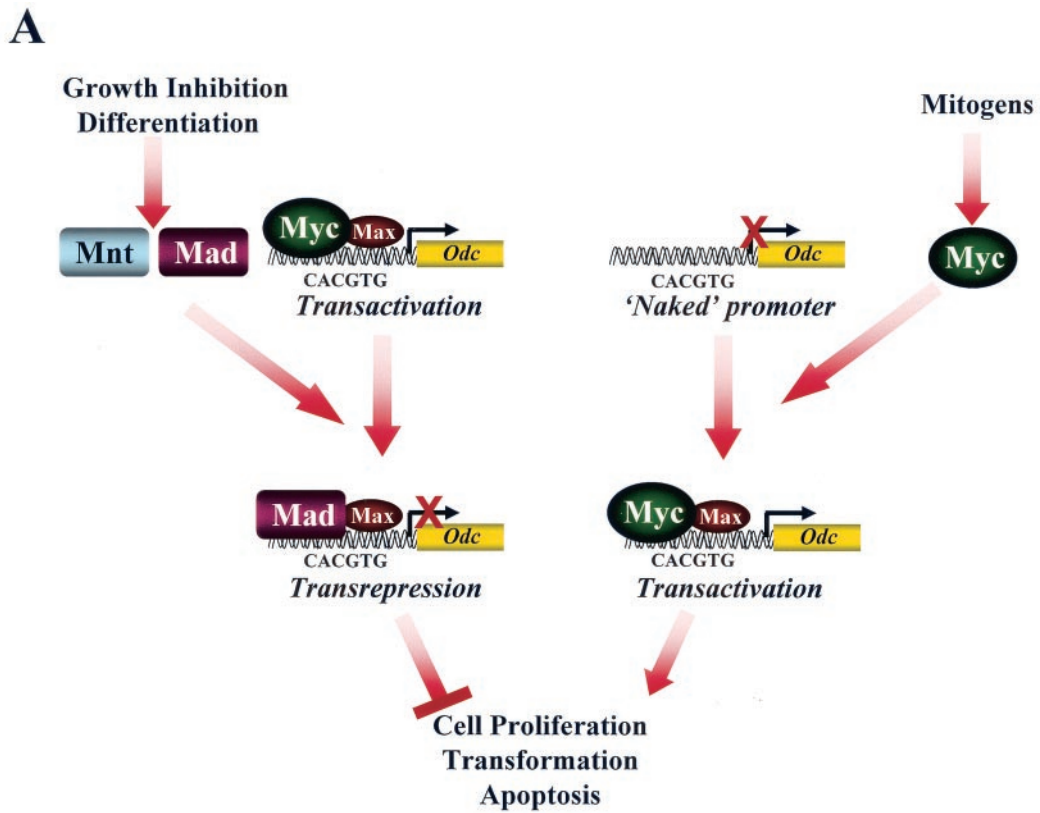 A
Growth Inhibition
Differentiation
Mitogens
Mnt
Mad
Myc
Max
Odc
CACGTG
Transactivation
X
Odc
CACGTG
'Naked' promoter
Myc
Mad
Max
X
Odc
CACGTG
Transrepression
Myc
Max
Odc
CACGTG
Transactivation
Cell Proliferation
Transformation
Apoptosis